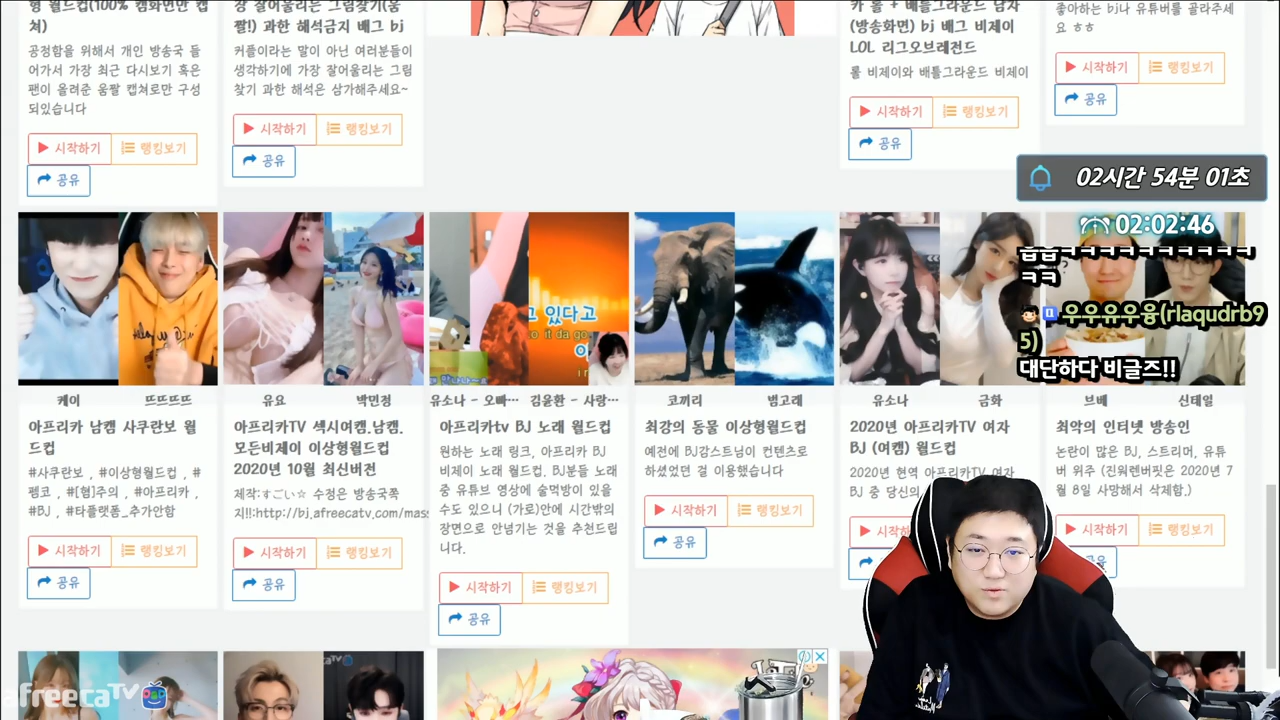 형 월드컵(100% 캠화면만 캡
쳐)
공정함을 위해서 개인 방송국 들
어가서 가장 최근 다시보기 혹은
팬이 올려준 움짤 캡쳐로만 구성
되있습니다
시작하기
랭킹보기
공유
강 잘어울리는 그림찾기(움
짤!) 과한 해석금지 배그 bj
커플이라는 말이 아닌 여러분들이
생각하기에 가장 잘어울리는 그림
찾기 과한 해석은 삼가해주세요~
시작하기
랭킹보기
공유
카 롤 + 배틀그라운드 남자
(방송화면) bj 배그 비제이
LOL 리그오브레전드
롤 비제이와 배틀그라운드 비제이
시작하기
랭킹보기
공유
좋아하는 bj나 유튜버를 골라주세
요 ㅎㅎ
시작하기
랭킹보기
공유
02시간 54분 01초
02:02:46
ㅋㅋㅋㅋㅋㅋㅋㅋㅋ
ㅋㅋ
우우유우융(rlaqudrb9
5)
대단하다 비글즈!!
케이
뜨뜨뜨뜨
아프리카 남캠 사쿠란보 월
드컵
#사쿠란보 , #이상형월드컵 , #
팸코 , #[혐]주의 , #아프리카 ,
#BJ , #타플랫폼_추가안함
시작하기
랭킹보기
공유
유요
박민정
아프리카TV 섹시여캠.남캠.
모든비제이 이상형월드컵
2020년 10월 최신버전
제작:すごい☆ 수정은 방송국쪽
지!!:http://bj.afreecatv.com/mass
시작하기
랭킹보기
공유
있다고
유소나 - 오빠…
김윤환 - 사랑…
아프리카tv BJ 노래 월드컵
원하는 노래 링크, 아프리카 BJ
비제이 노래 월드컵, BJ분들 노래
중 유튜브 영상에 술먹방이 있을
수도 있으니 (가로)안에 시간밖의
장면으로 안넘기는 것을 추천드립
니다.
시작하기
랭킹보기
공유
코끼리
범고래
최강의 동물 이상형월드컵
예전에 BJ감스트님이 컨텐츠로
하셨었던 걸 이용했습니다
시작하기
랭킹보기
공유
유소나
금화
2020년 아프리카TV 여자
BJ (여캠) 월드컵
2020년 현역 아프리카TV 여자
BJ 중 당신의
시작하기
브베
신태일
최악의 인터넷 방송인
논란이 많은 BJ, 스트리머, 유튜
버 위주 (진워렌버핏은 2020년 7
월 8일 사망해서 삭제함.)
시작하기
랭킹보기
공유
afreecaTV